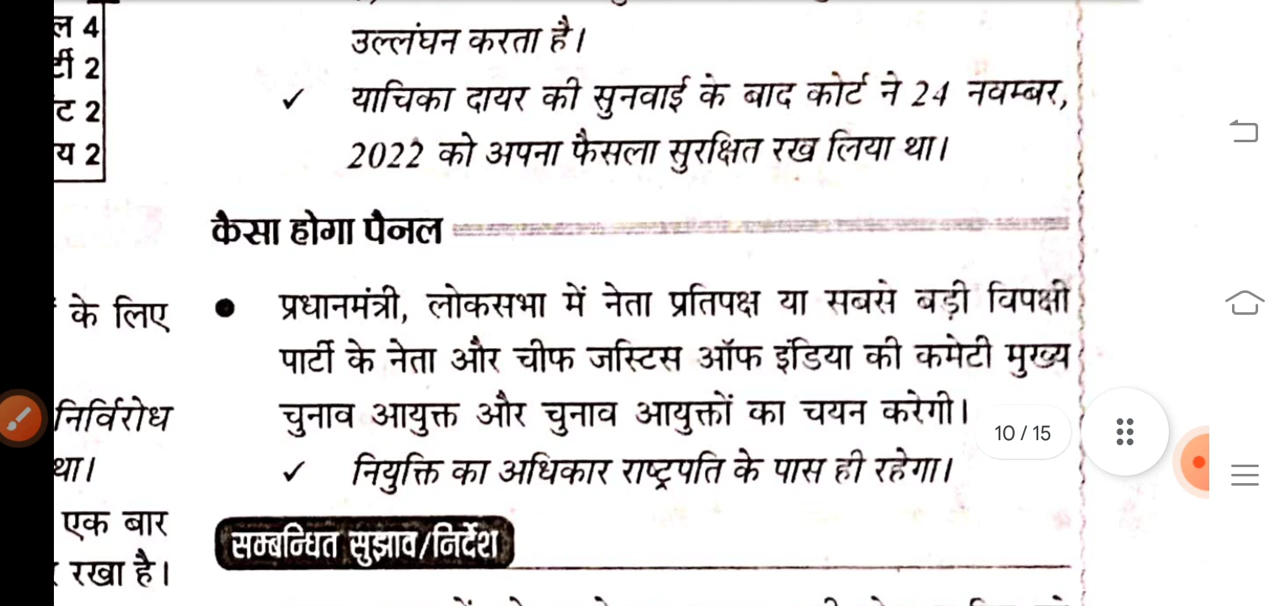 ल 4
र्टी 2
ंट 2
य 2
के लिए
निर्विरोध
था।
एक बार
रखा है।
उल्लंघन करता है।
✓ याचिका दायर की सुनवाई के बाद कोर्ट ने 24 नवम्बर,
2022 को अपना फैसला सुरक्षित रख लिया था।
कैसा होगा पैनल
● प्रधानमंत्री, लोकसभा में नेता प्रतिपक्ष या सबसे बड़ी विपक्षी
पार्टी के नेता और चीफ जस्टिस ऑफ इंडिया की कमेटी मुख्य
चुनाव आयुक्त और चुनाव आयुक्तों का चयन करेगी।
✓ नियुक्ति का अधिकार राष्ट्रपति के पास ही रहेगा।
सम्बन्धित सुझाव/निर्देश
10 / 15